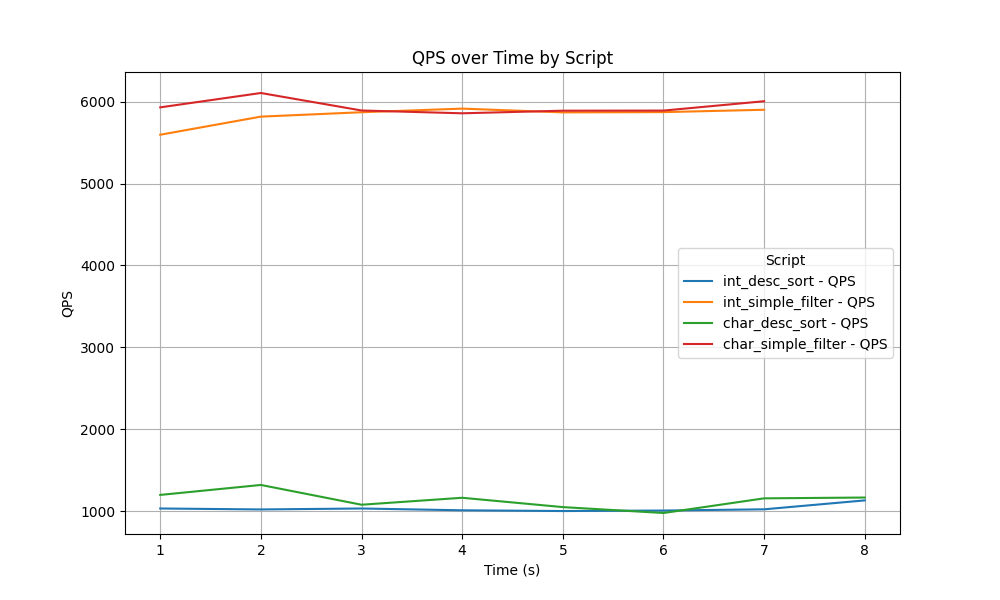 QPS over Time by Script
6000
5000
4000
3000
2000
1000
QPS
Script
int_desc_sort - QPS
int_simple_filter - QPS
char_desc_sort - QPS
char_simple_filter - QPS
1 2 3 4 5 6 7 8
Time (s)